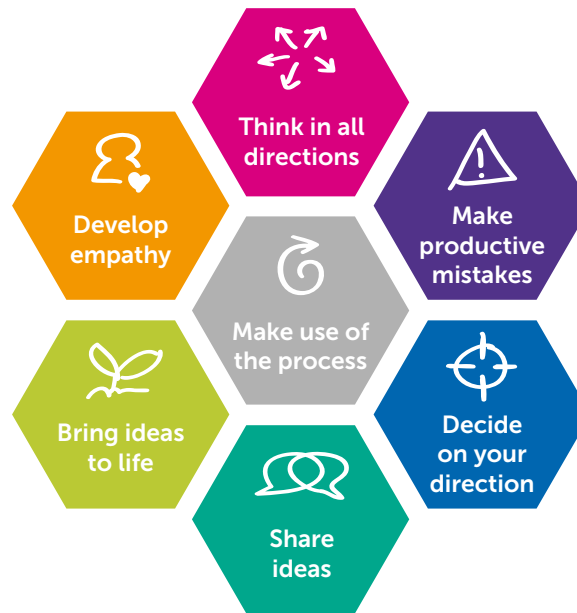 Think in all
directions
Develop
empathy
Make
productive
mistakes
Make use of
the process
Bring ideas
to life
Decide
on your
direction
Share
ideas